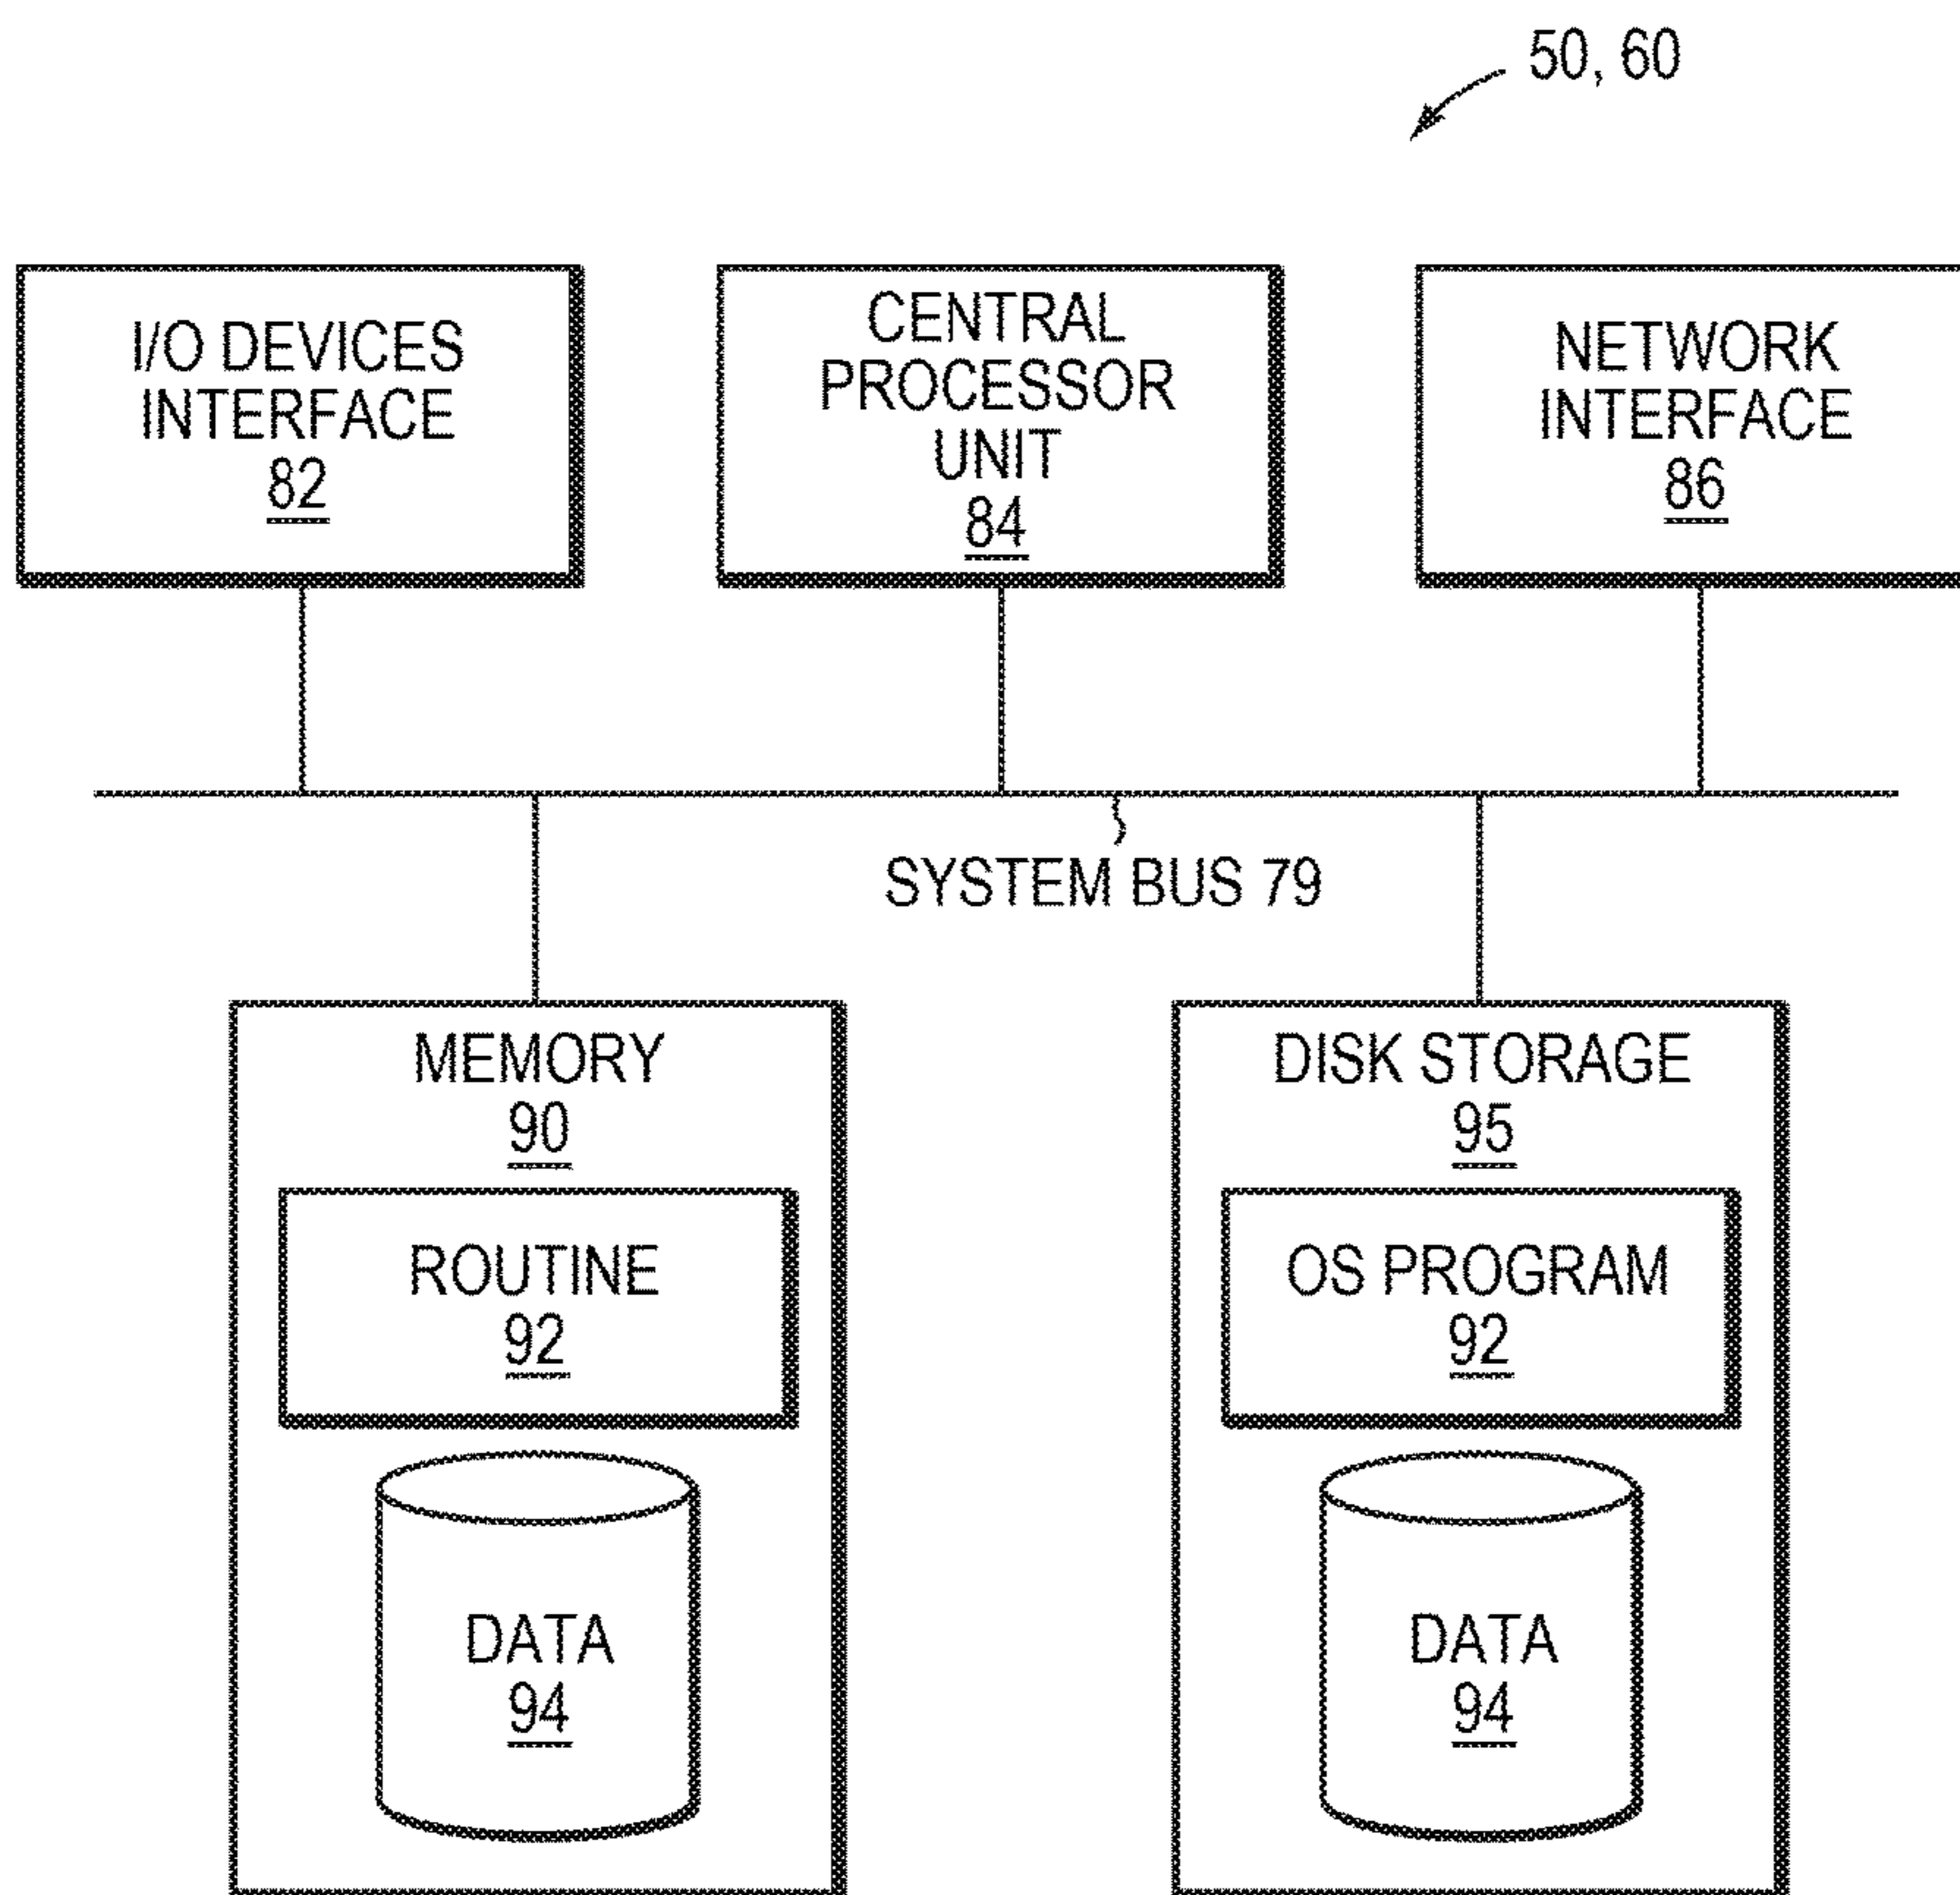 50, 60
I/O DEVICES
INTERFACE
82
CENTRAL
PROCESSOR
UNIT
84
NETWORK
INTERFACE
86
SYSTEM BUS 79
MEMORY
90
ROUTINE
92
DATA
94
DISK STORAGE
95
OS PROGRAM
92
DATA
94